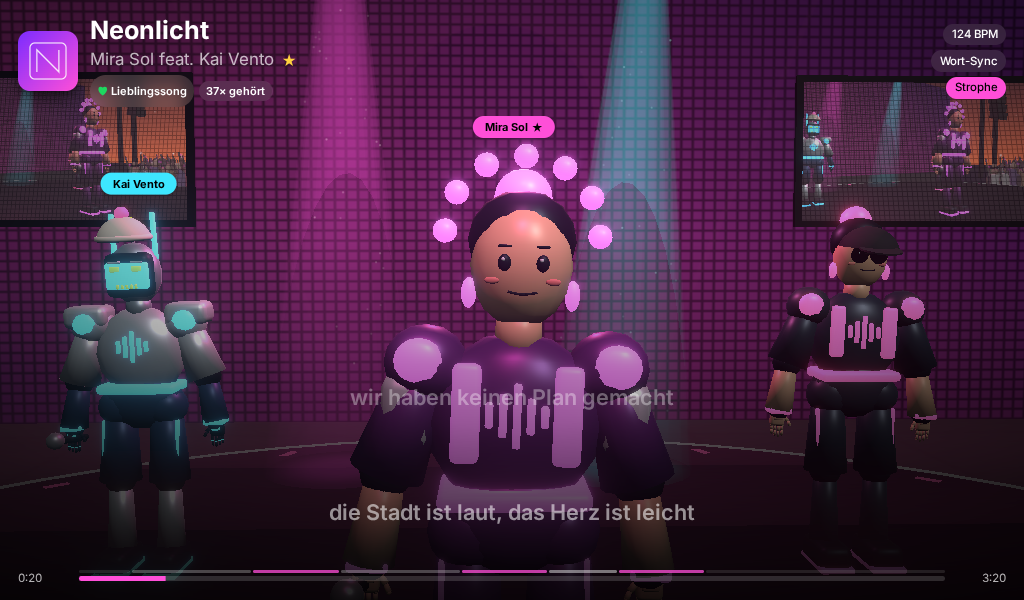 Neonlicht
Mira Sol feat. Kai Vento ★
Lieblingssong
37× gehört
124 BPM
Wort-Sync
Strophe
Mira Sol ★
Kai Vento
wir haben keinen Plan gemacht
die Stadt ist laut, das Herz ist leicht
0:20
3:20